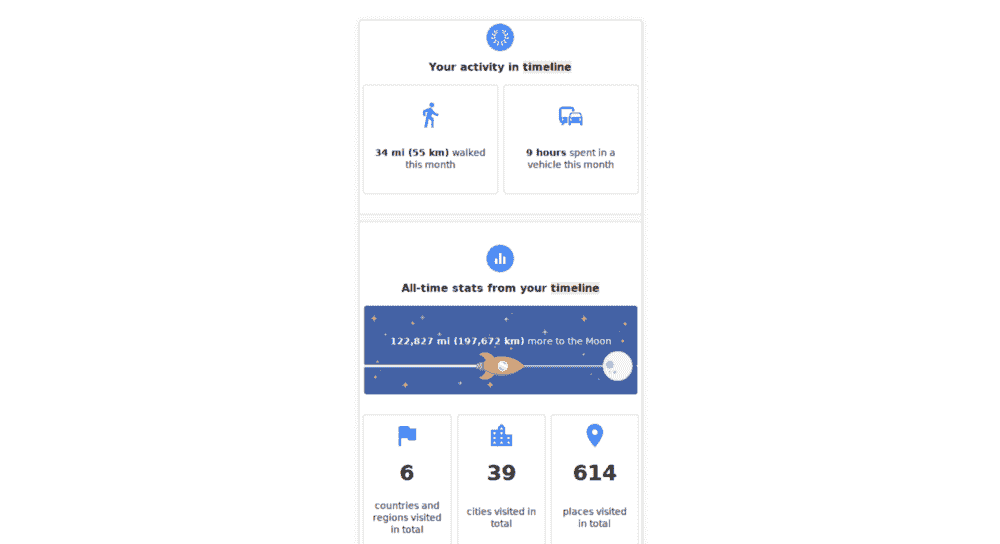 Your activity in timeline
34 mi (55 km) walked
this month
9 hours spent in a
vehicle this month
All-time stats from your timeline
122,827 mi (197,672 km) more to the Moon
6
countries and
regions visited
in total
39
cities visited in
total
614
places visited
in total